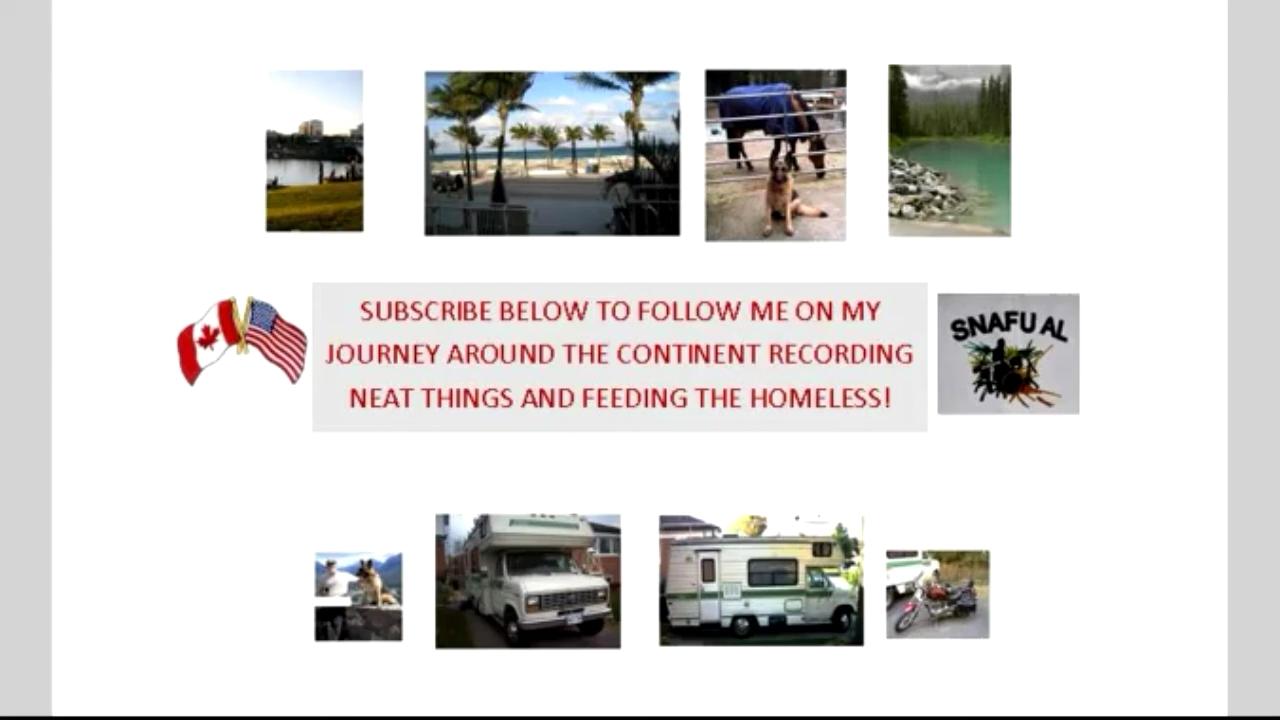 SUBSCRIBE BELOW TO FOLLOW ME ON MY
JOURNEY AROUND THE CONTINENT RECORDING
NEAT THINGS AND FEEDING THE HOMELESS!
SNAFU AL